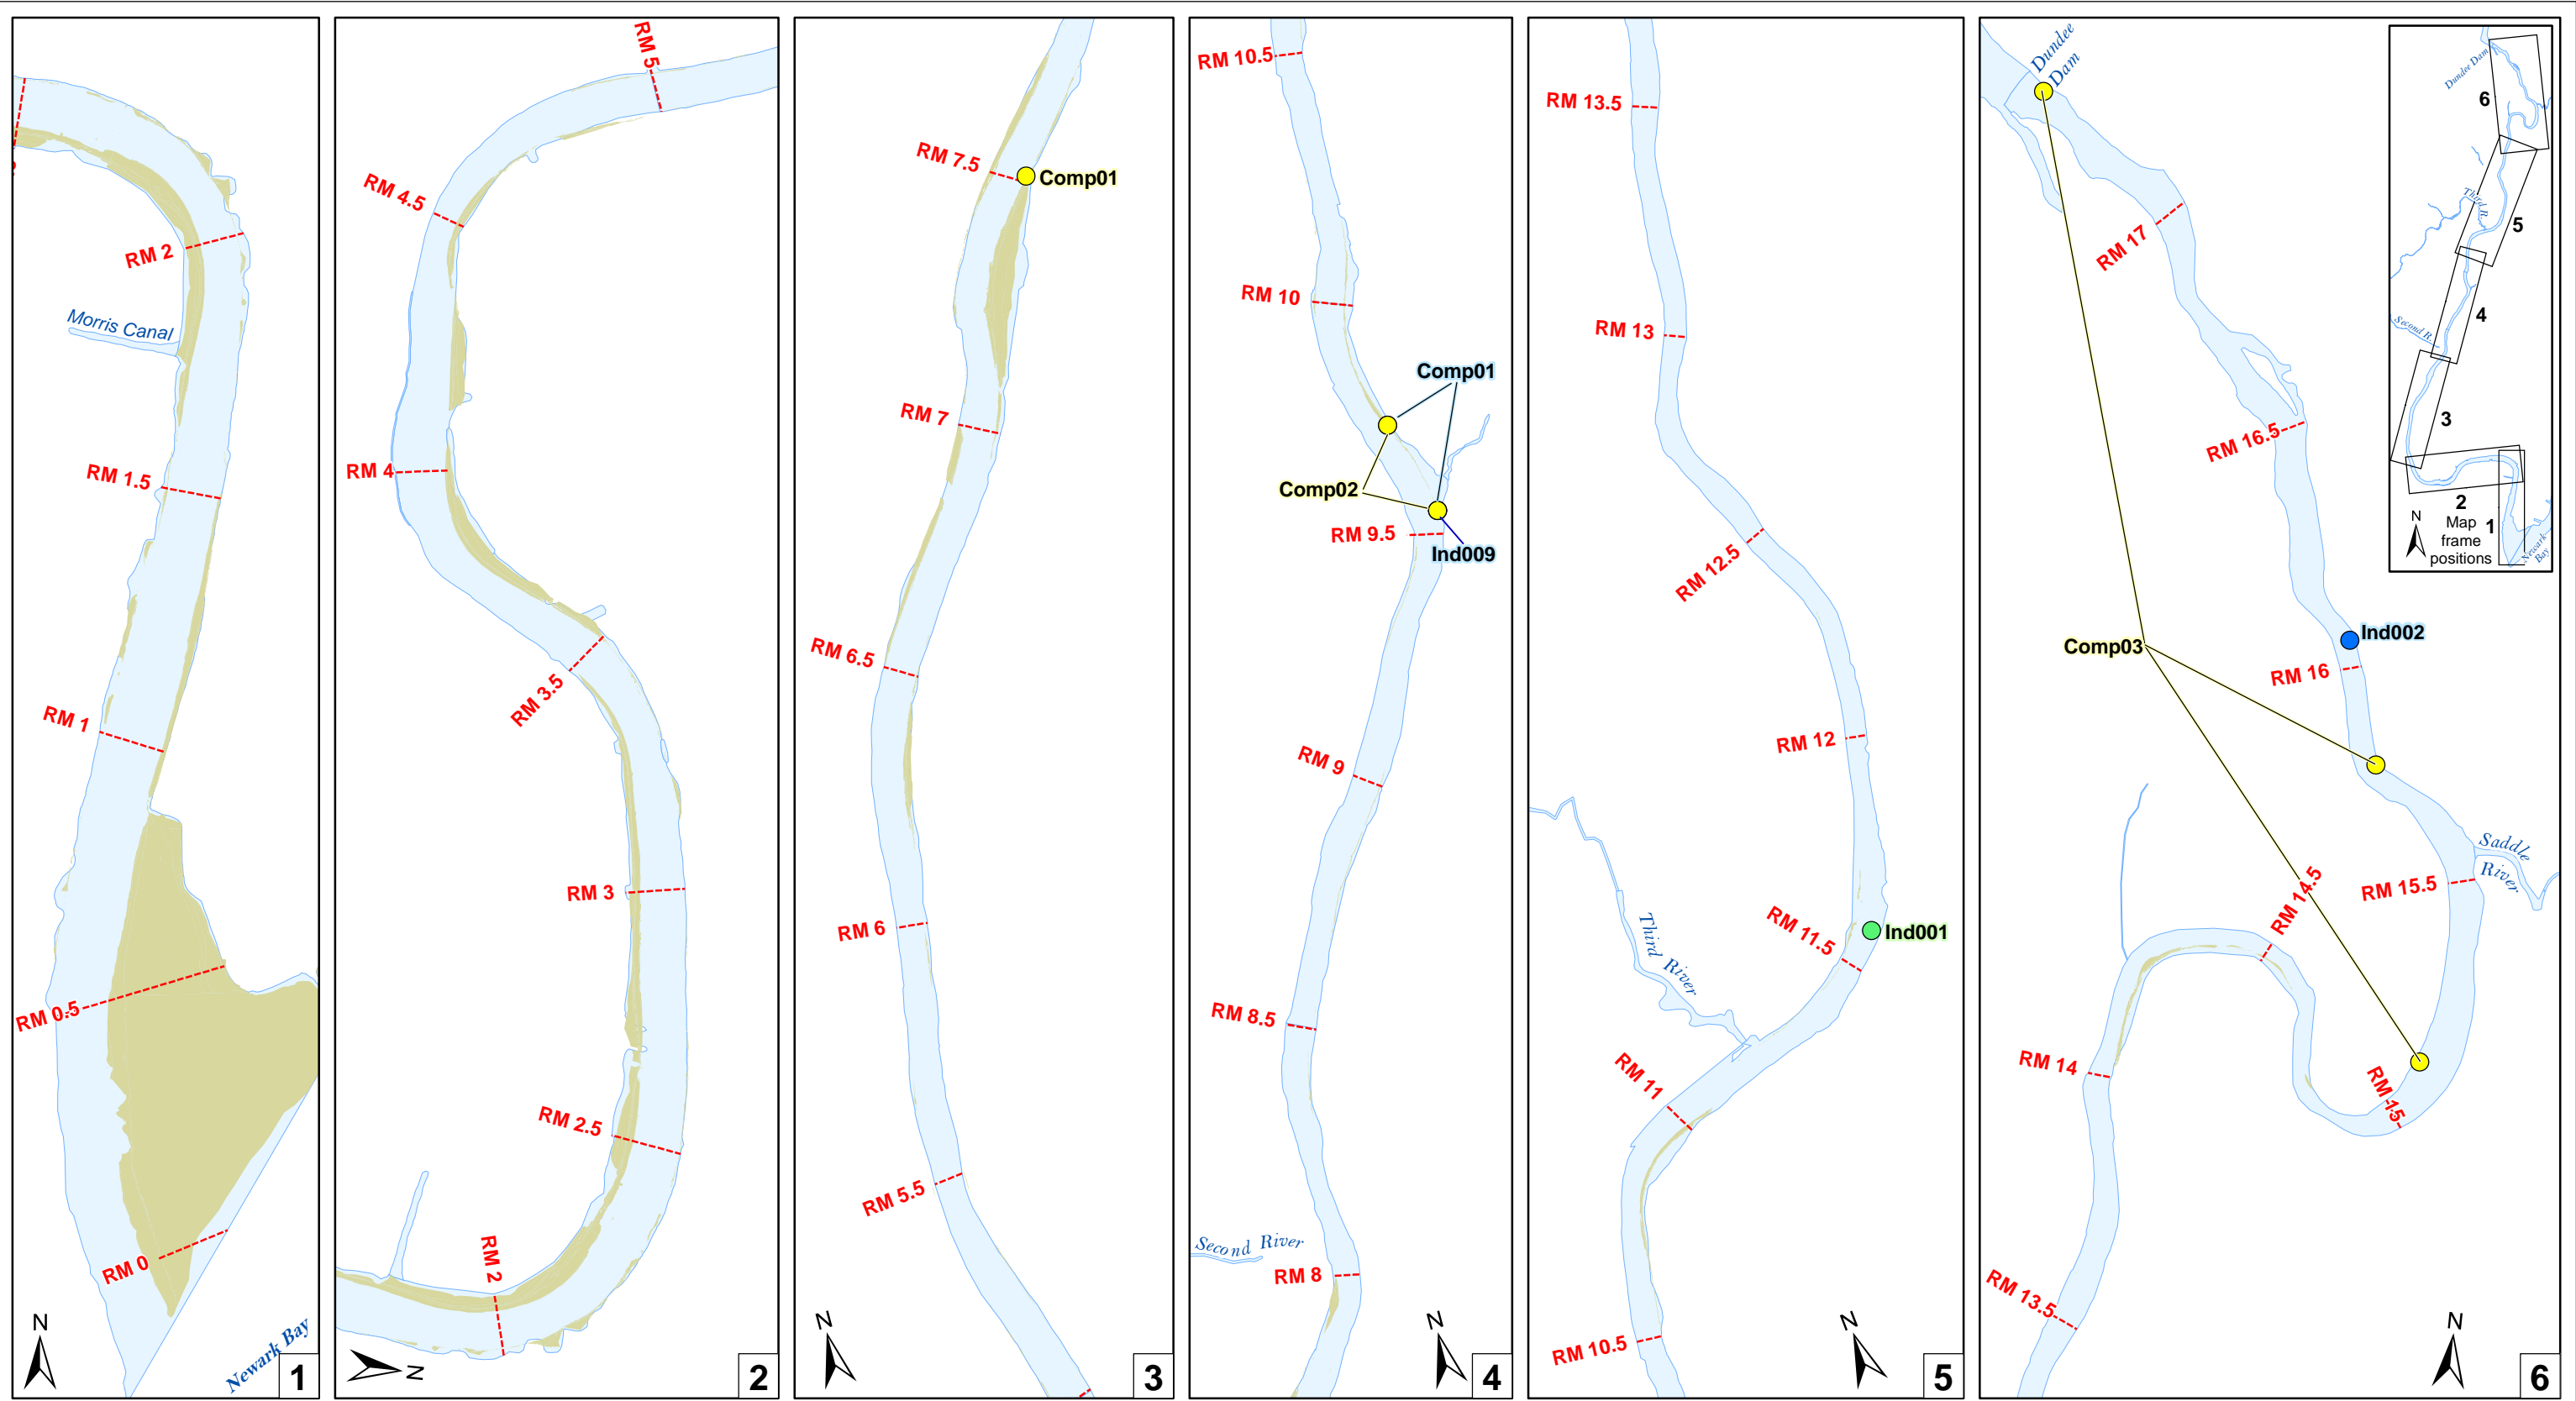 RM 2
Morris Canal
RM 1.5
RM 1
RM 0.5
RM 0
N
Newark Bay
1
RM 5
RM 4.5
RM 4
RM 3.5
RM 3
RM 2.5
RM 2
N
2
RM 7.5
Comp01
RM 7
RM 6.5
RM 6
RM 5.5
N
3
RM 10.5
RM 10
Comp01
Comp02
RM 9.5
Ind009
RM 9
RM 8.5
Second River
RM 8
N
4
RM 13.5
RM 13
RM 12.5
RM 12
RM 11.5
Ind001
Third River
RM 11
RM 10.5
N
5
Dundee
Dam
RM 17
RM 16.5
Ind002
RM 16
Comp03
Saddle
River
RM 15.5
RM 14.5
RM 14
RM 15
RM 13.5
N
6
Dundee Dam
6
Third R.
5
4
Second R.
3
2
1
N
Map
frame
positions
Newark
Bay